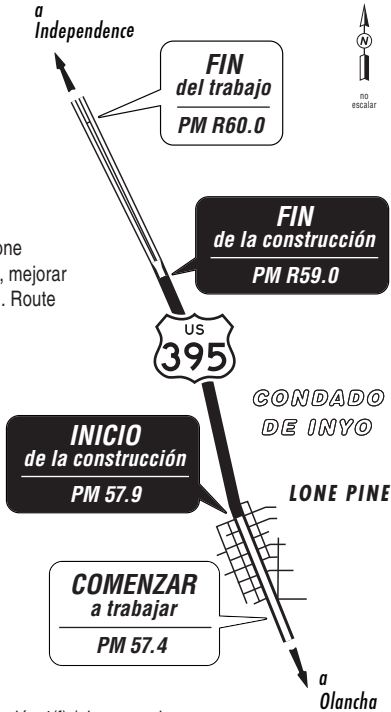 a
Independence
N
no
escalar
FIN
del trabajo
PM R60.0
one
, mejorar
. Route
FIN
de la construcción
PM R59.0
US
395
CONDADO
DE INYO
INICIO
de la construcción
PM 57.9
LONE PINE
COMENZAR
a trabajar
PM 57.4
a
Olancha